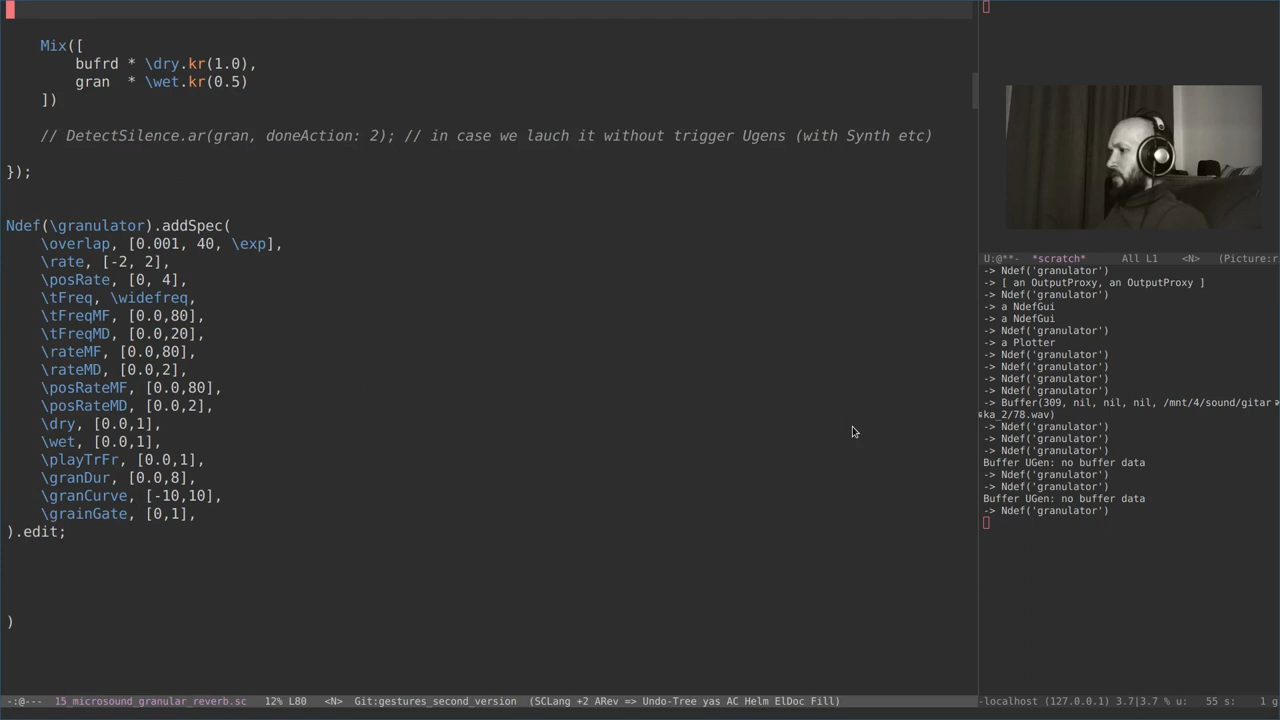 Mix([
bufrd * \dry.kr(1.0),
gran  * \wet.kr(0.5)
])
// DetectSilence.ar(gran, doneAction: 2); // in case we lauch it without trigger Ugens (with Synth etc)
});
Ndef(\granulator).addSpec(
\overlap, [0.001, 40, \exp],
\rate, [-2, 2],
\posRate, [0, 4],
\tFreq, \widefreq,
\tFreqMF, [0.0,80],
\tFreqMD, [0.0,20],
\rateMF, [0.0,80],
\rateMD, [0.0,2],
\posRateMF, [0.0,80],
\posRateMD, [0.0,2],
\dry, [0.0,1],
\wet, [0.0,1],
\playTrFr, [0.0,1],
\granDur, [0.0,8],
\granCurve, [-10,10],
\grainGate, [0,1],
).edit;
)
-:@---  15_microsound_granular_reverb.sc   12% L80   <N>  Git:gestures_second_version  (SCLang +2 ARev => Undo-Tree yas AC Helm ElDoc Fill)
U:@**-  *scratch*      All L1   <N>   (Picture:r
-> Ndef('granulator')
-> [ an OutputProxy, an OutputProxy ]
-> Ndef('granulator')
-> a NdefGui
-> a NdefGui
-> Ndef('granulator')
-> a Plotter
-> Ndef('granulator')
-> Ndef('granulator')
-> Ndef('granulator')
-> Ndef('granulator')
-> Buffer(309, nil, nil, nil, /mnt/4/sound/gitar
ka_2/78.wav)
-> Ndef('granulator')
-> Ndef('granulator')
-> Ndef('granulator')
Buffer UGen: no buffer data
-> Ndef('granulator')
-> Ndef('granulator')
Buffer UGen: no buffer data
-> Ndef('granulator')
-localhost (127.0.0.1) 3.7|3.7 % u:   55 s:    1 g